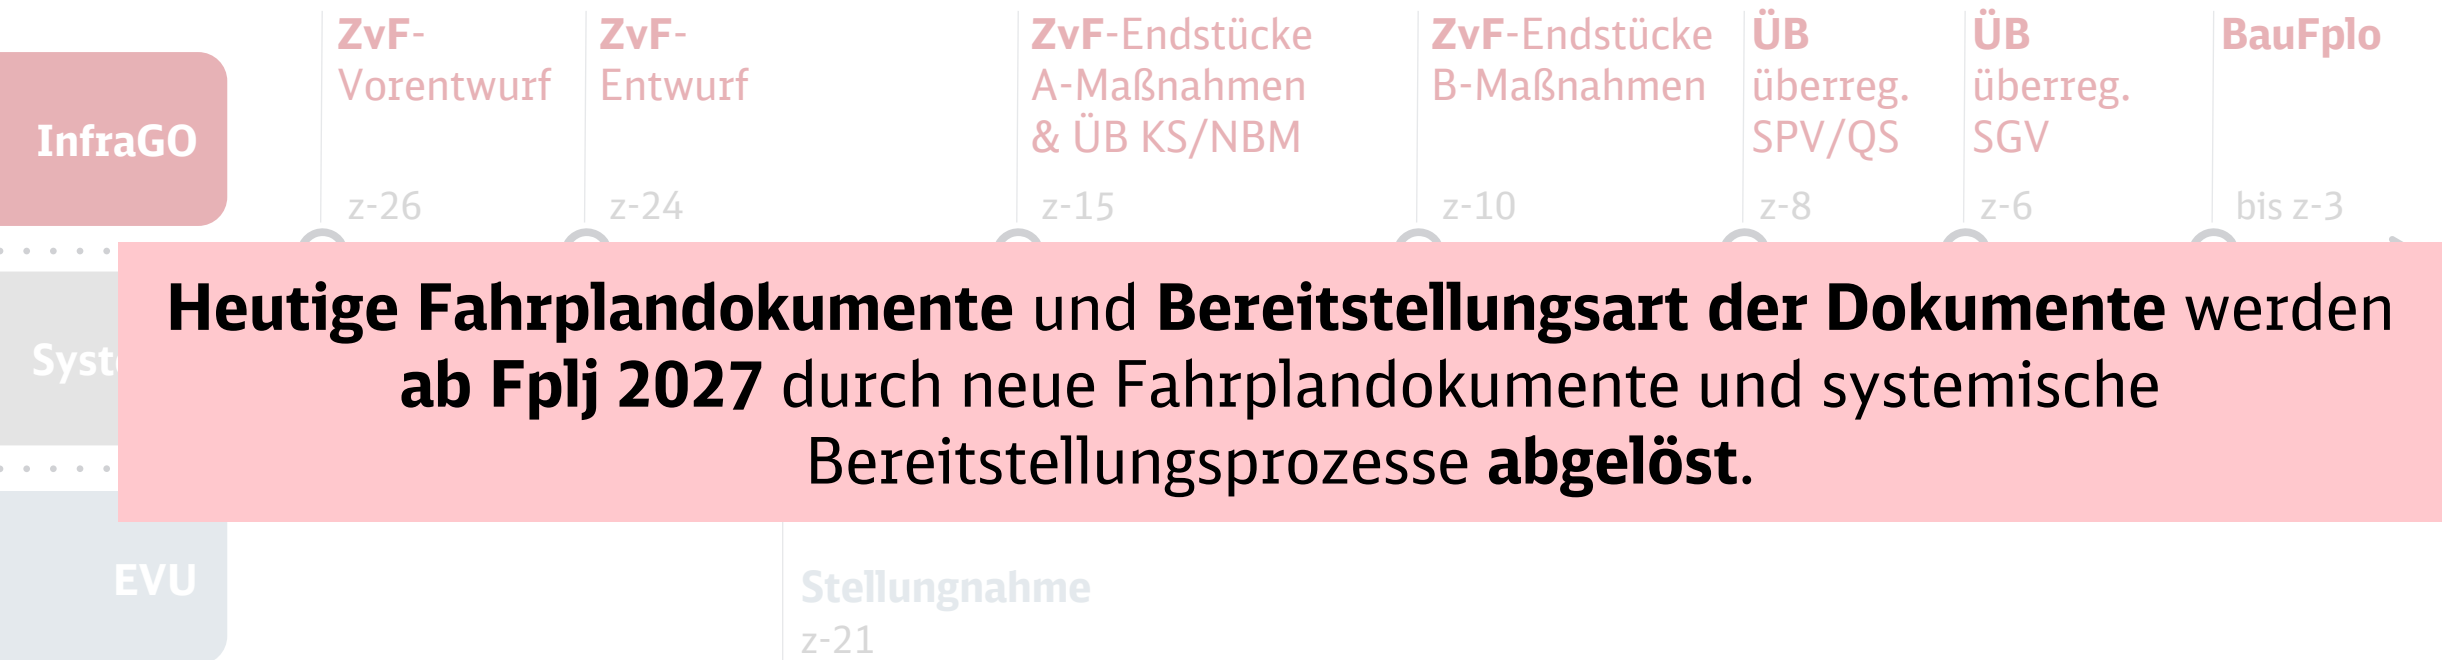 ZvF-
Vorentwurf
z-26
ZvF-
Entwurf
z-24
ZvF-Endstücke
A-Maßnahmen
& ÜB KS/NBM
z-15
ZvF-Endstücke
B-Maßnahmen
z-10
ÜB
überreg.
SPV/QS
z-8
ÜB
überreg.
SGV
z-6
BauFplo
bis z-3
InfraGO
Heutige Fahrplandokumente und Bereitstellungsart der Dokumente werden
ab Fplj 2027 durch neue Fahrplandokumente und systemische
Bereitstellungsprozesse abgelöst.
EVU
Stellungnahme
z-21